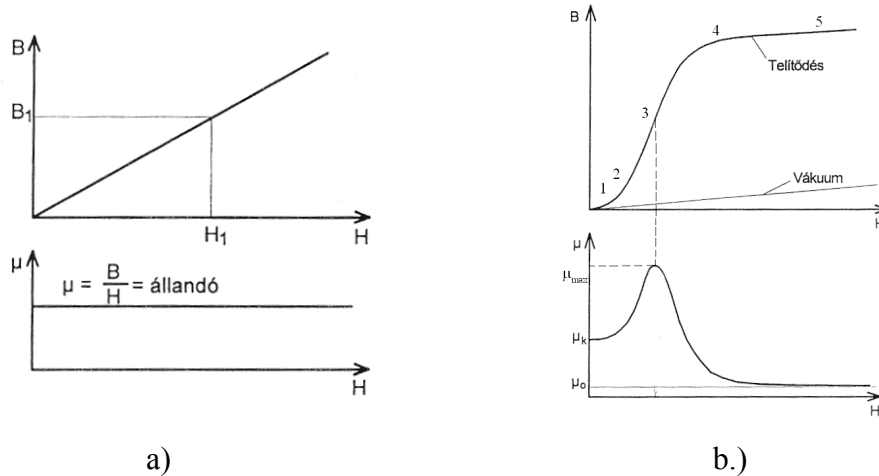 B
B₁
H₁
H
μ
μ = B/H = állandó
H
a)
B
1
2
3
4
5
Telítődés
Vákuum
H
μ
μmax
μk
μo
H
b.)